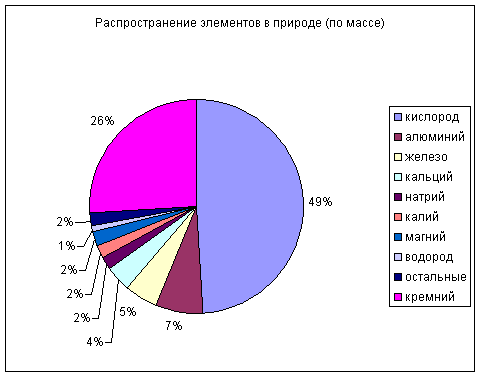 Распространение элементов в природе (по массе)
26%
49%
2%
1%
2%
2%
2%
4%
5%
7%
кислород
алюминий
железо
кальций
натрий
калий
магний
водород
остальные
кремний